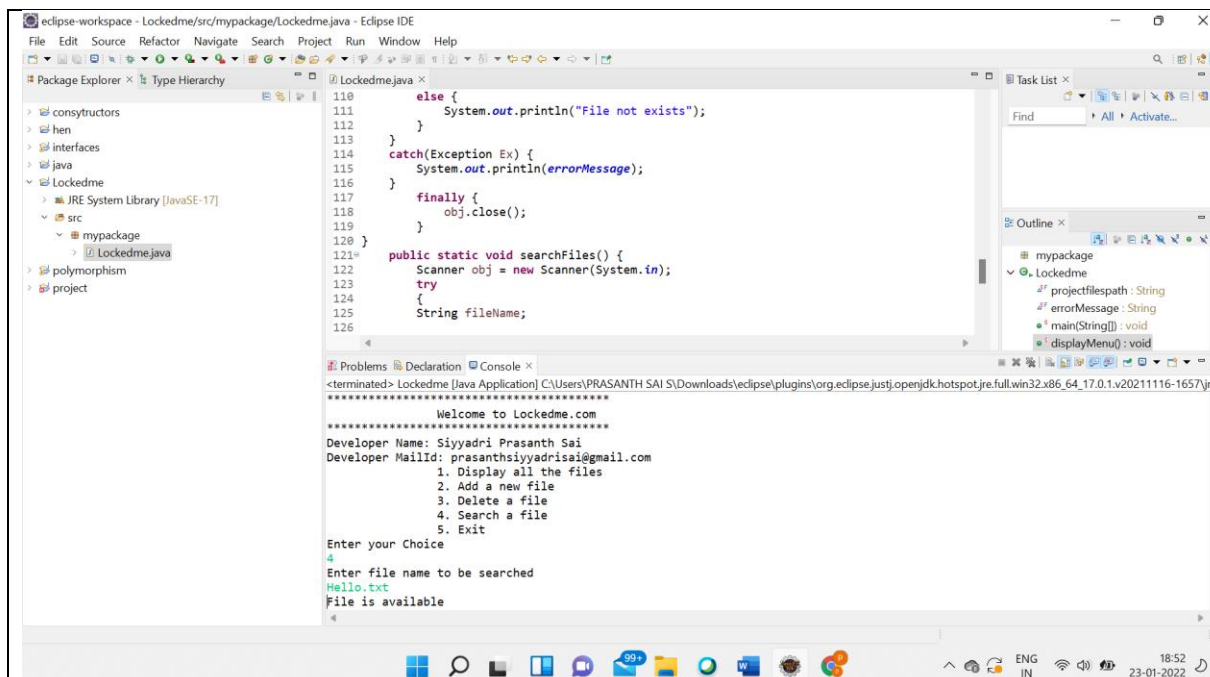 eclipse-workspace - Lockedme/src/mypackage/Lockedme.java - Eclipse IDE
File Edit Source Refactor Navigate Search Project Run Window Help
Package Explorer × Type Hierarchy
consytructors
hen
interfaces
java
Lockedme
JRE System Library [JavaSE-17]
src
mypackage
Lockedme.java
polymorphism
project
Lockedme.java ×
110 else {
111 System.out.println("File not exists");
112 }
113 }
114 catch(Exception Ex) {
115 System.out.println(errorMessage);
116 }
117 finally {
118 obj.close();
119 }
120 }
121 public static void searchFiles() {
122 Scanner obj = new Scanner(System.in);
123 try
124 {
125 String fileName;
126
Task List ×
Find All Activate...
Outline ×
mypackage
Lockedme
projectfilespath : String
errorMessage : String
main(String[]) : void
displayMenu() : void
Problems Declaration Console ×
<terminated> Lockedme [Java Application] C:\Users\PRASANTH SAI S\Downloads\eclipse\plugins\org.eclipse.justj.openjdk.hotspot.jre.full.win32.x86_64_17.0.1.v20211116-1657\jr
*****************************************
Welcome to Lockedme.com
*****************************************
Developer Name: Siyyadri Prasanth Sai
Developer MailId: prasanthsiyyadrisai@gmail.com
1. Display all the files
2. Add a new file
3. Delete a file
4. Search a file
5. Exit
Enter your Choice
4
Enter file name to be searched
Hello.txt
File is available
99+
ENG
IN
18:52
23-01-2022